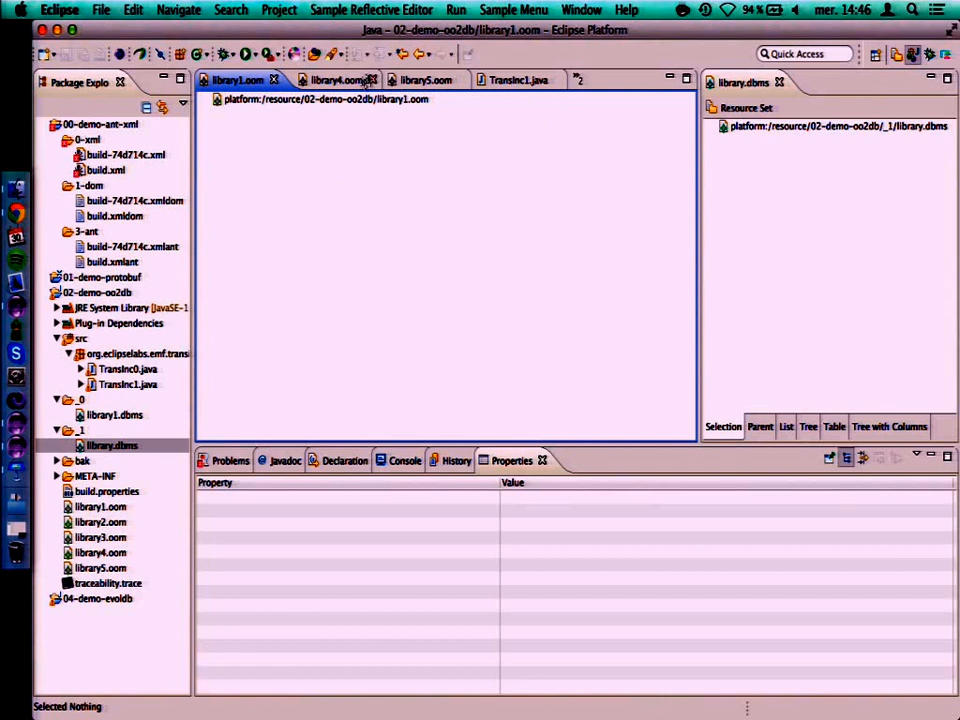 Eclipse File Edit Navigate Search Project Sample Reflective Editor Run Sample Menu Window Help 94 % mer. 14:46
Java – 02-demo-oo2db/library1.oom – Eclipse Platform
Quick Access
Package Explo
library1.oom library4.oom library5.oom TransInc1.java »2
library.dbms
platform:/resource/02-demo-oo2db/library1.oom
Resource Set
platform:/resource/02-demo-oo2db/_1/library.dbms
00-demo-ant-xml
0-xml
build-74d714c.xml
build.xml
1-dom
build-74d714c.xmldom
build.xmldom
3-ant
build-74d714c.xmlant
build.xmlant
01-demo-protobuf
02-demo-oo2db
JRE System Library [JavaSE-1
Plug-in Dependencies
src
org.eclipselabs.emf.transi
TransInc0.java
TransInc1.java
_0
library1.dbms
_1
library.dbms
bak
META-INF
build.properties
library1.oom
library2.oom
library3.oom
library4.oom
library5.oom
traceability.trace
04-demo-evoldb
Selection Parent List Tree Table Tree with Columns
Problems Javadoc Declaration Console History Properties
Property Value
Selected Nothing
30
S